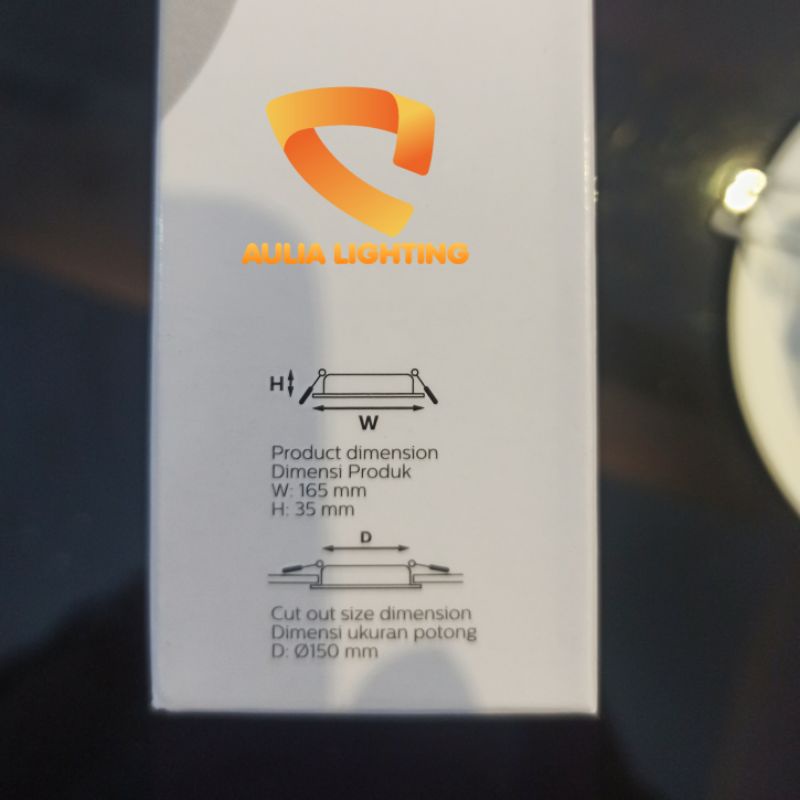 AULIA LIGHTING
H
W
Product dimension
Dimensi Produk
W: 165 mm
H: 35 mm
D
Cut out size dimension
Dimensi ukuran potong
D: Ø150 mm